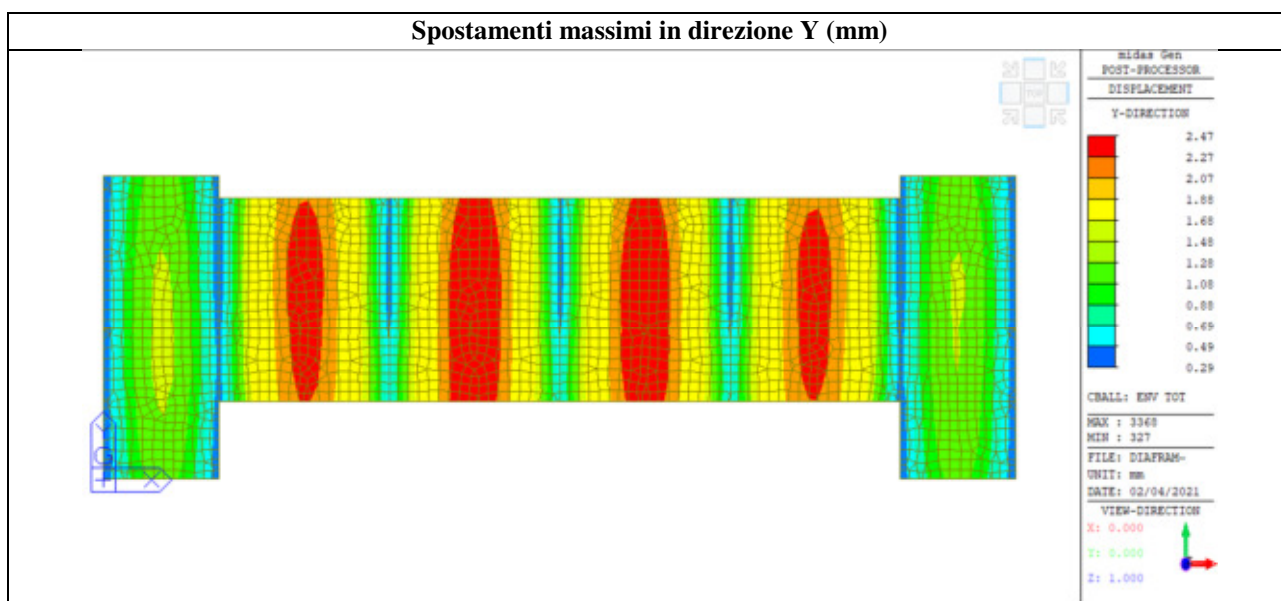 Spostamenti massimi in direzione Y (mm)
midas Gen
POST-PROCESSOR
DISPLACEMENT
Y-DIRECTION
2.47
2.27
2.07
1.88
1.68
1.48
1.28
1.08
0.88
0.69
0.49
0.29
CBALL: ENV TOT
MAX : 3368
MIN : 327
FILE: DIAFRAM~
UNIT: mm
DATE: 02/04/2021
VIEW-DIRECTION
X: 0.000
Y: 0.000
Z: 1.000
TOP
Y
G
X